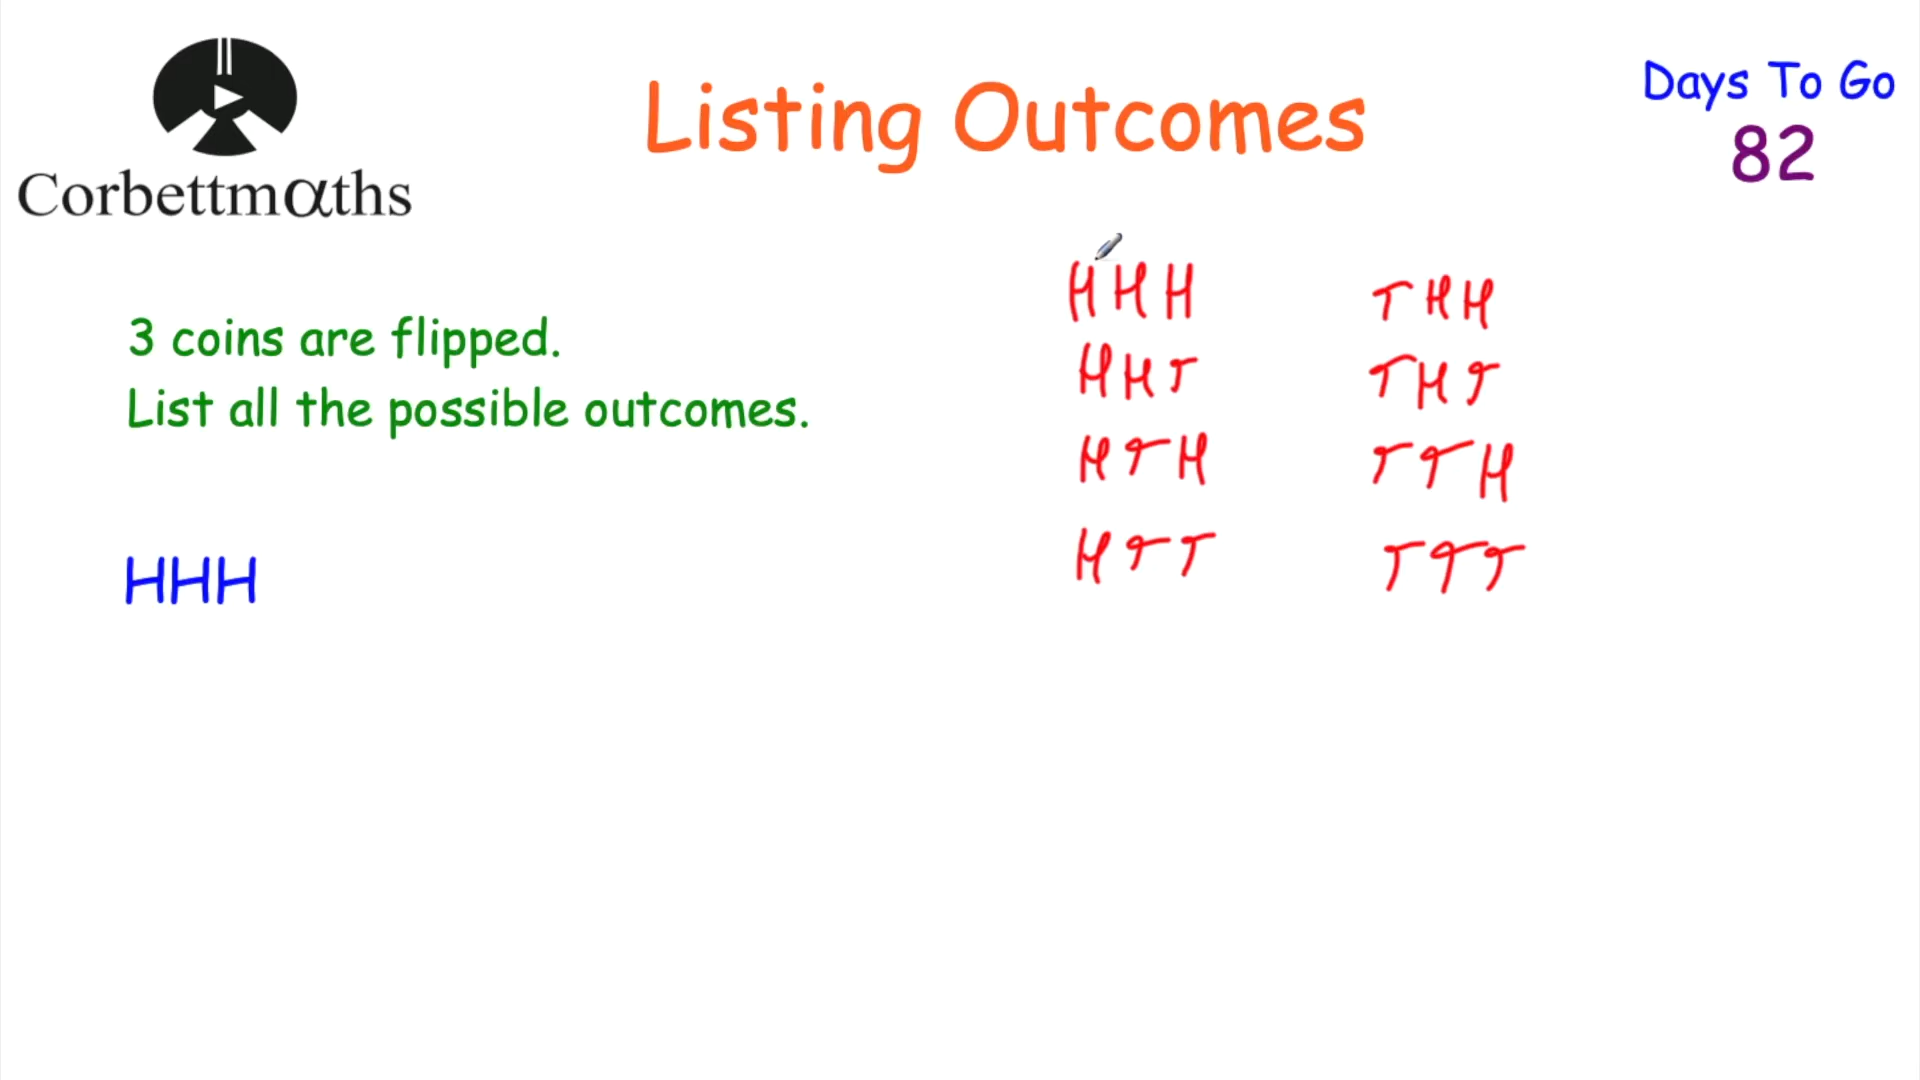 Corbettmαths
Listing Outcomes
Days To Go
82
3 coins are flipped.
List all the possible outcomes.
HHH
HHH
HHT
HTH
HTT
THH
THT
TTH
TTT